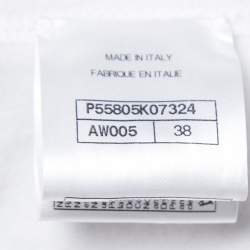 MADE IN ITALY
FABRIQUE EN ITALIE
P55805K07324
AW005 38